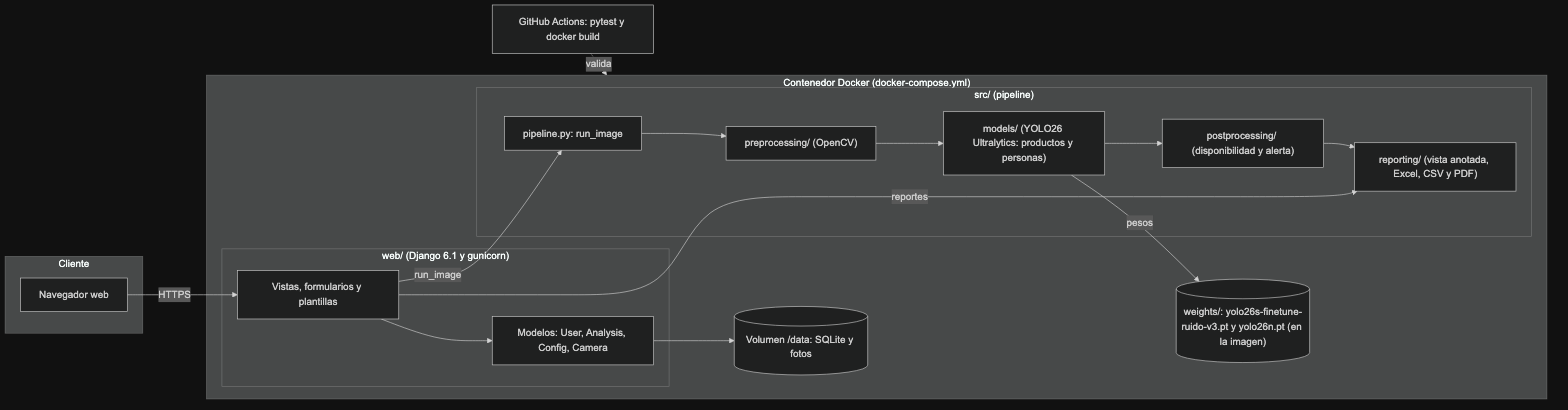 GitHub Actions: pytest y
docker build
valida
Contenedor Docker (docker-compose.yml)
src/ (pipeline)
pipeline.py: run_image
preprocessing/ (OpenCV)
models/ (YOLO26
Ultralytics: productos y
personas)
postprocessing/
(disponibilidad y alerta)
reporting/ (vista anotada,
Excel, CSV y PDF)
reportes
pesos
web/ (Django 6.1 y gunicorn)
run_image
Cliente
Navegador web
HTTPS
Vistas, formularios y
plantillas
Modelos: User, Analysis,
Config, Camera
Volumen /data: SQLite y
fotos
weights/: yolo26s-finetune-
ruido-v3.pt y yolo26n.pt (en
la imagen)